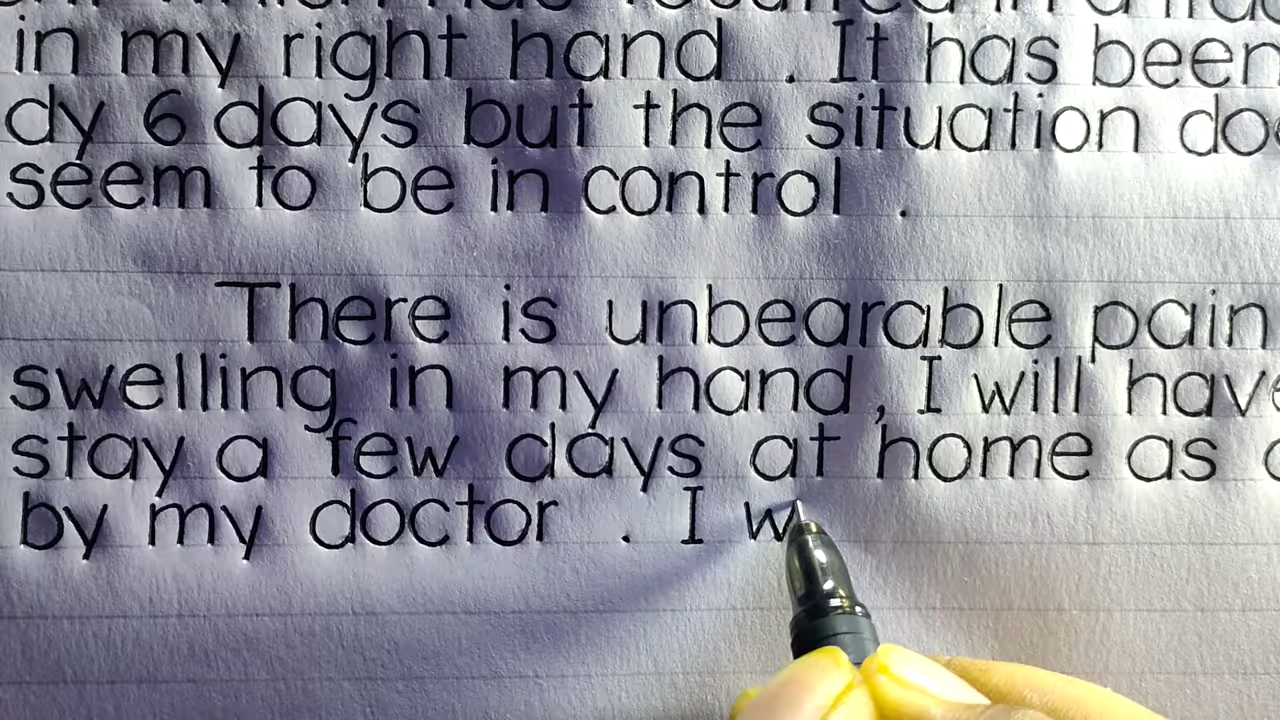 in my right hand . It has been
dy 6 days but the situation do
seem to be in control .
There is unbearable pain
swelling in my hand, I will have
stay a few days at home as
by my doctor . I w